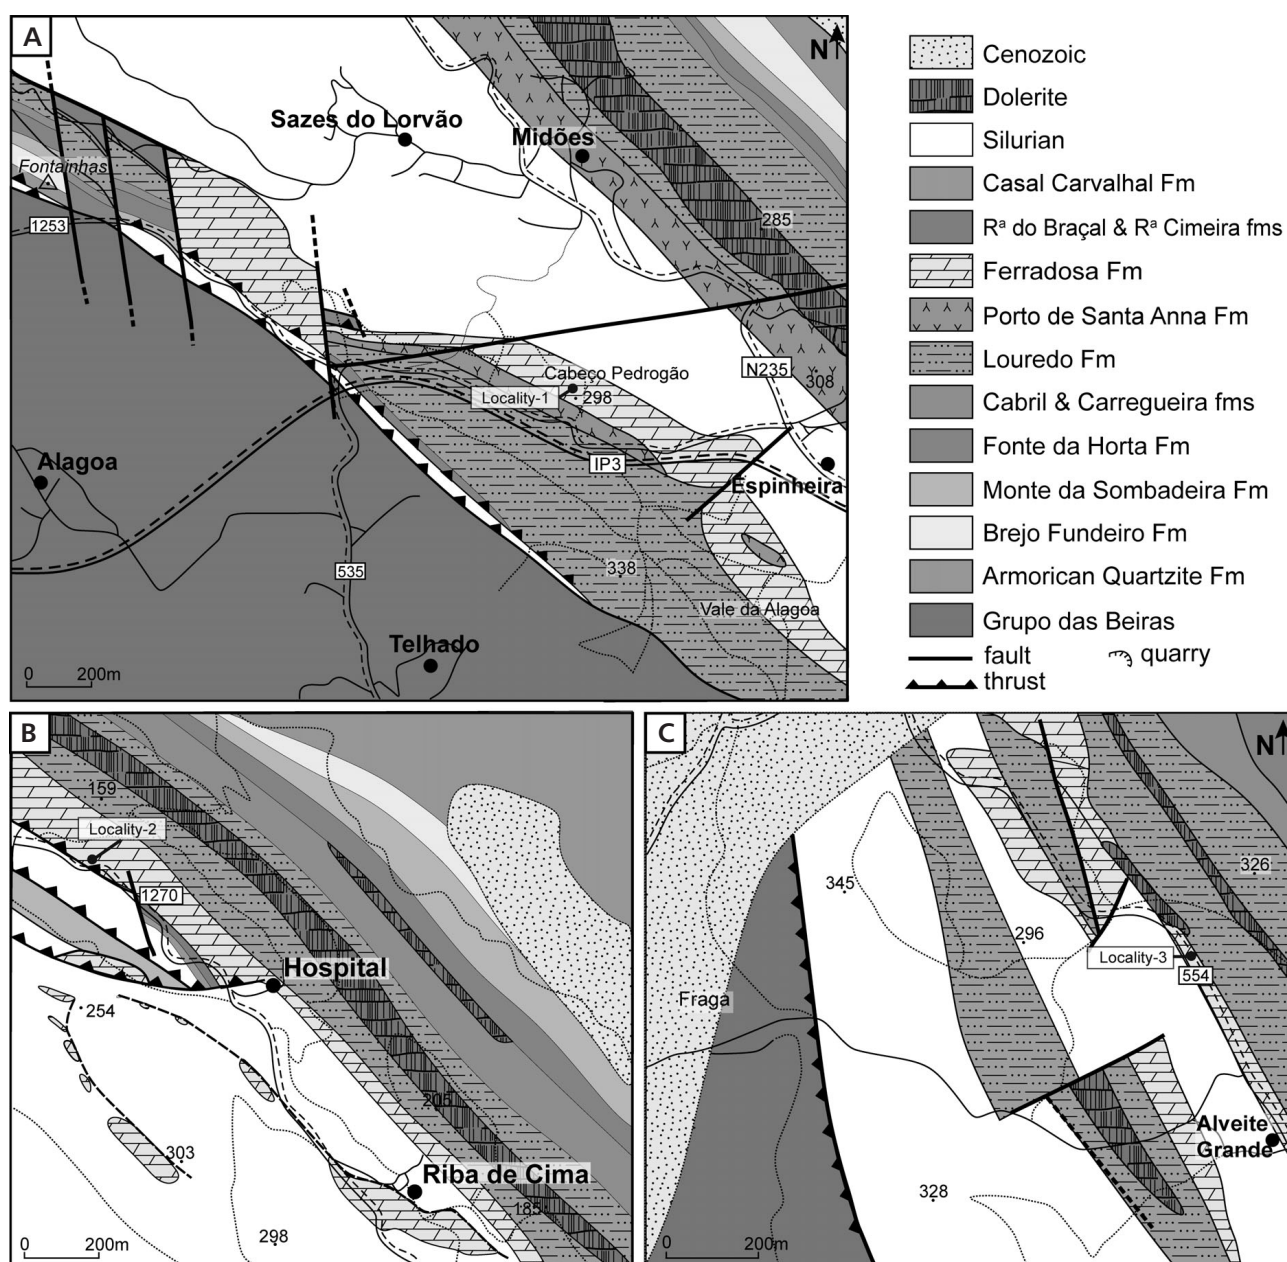 A
N
Sazes do Lorvão
Midões
Fontainhas
1253
285
Cabeço Pedrogão
N235
308
Locality-1
298
Alagoa
IP3
Espinheira
535
338
Vale da Alagoa
Telhado
0
200m
Cenozoic
Dolerite
Silurian
Casal Carvalhal Fm
Rª do Braçal & Rª Cimeira fms
Ferradosa Fm
Porto de Santa Anna Fm
Louredo Fm
Cabril & Carregueira fms
Fonte da Horta Fm
Monte da Sombadeira Fm
Brejo Fundeiro Fm
Armorican Quartzite Fm
Grupo das Beiras
fault
quarry
thrust
B
159
Locality-2
1270
Hospital
254
205
303
Riba de Cima
185
298
0
200m
C
N
326
345
296
Locality-3
554
Fraga
Alveite
Grande
328
0
200m